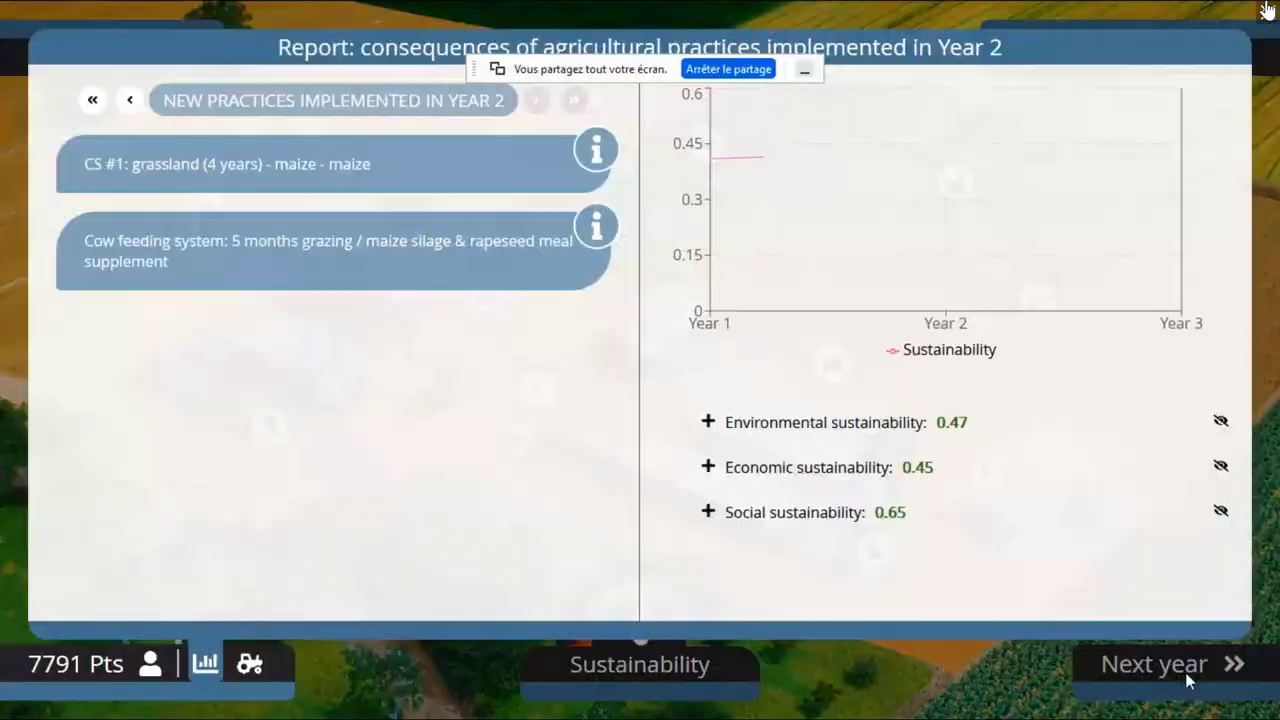 Report: consequences of agricultural practices implemented in Year 2
Vous partagez tout votre écran.
Arrêter le partage
« ‹ NEW PRACTICES IMPLEMENTED IN YEAR 2 › »
CS #1: grassland (4 years) - maize - maize
Cow feeding system: 5 months grazing / maize silage & rapeseed meal
supplement
0.6
0.45
0.3
0.15
0
Year 1 Year 2 Year 3
Sustainability
+ Environmental sustainability: 0.47
+ Economic sustainability: 0.45
+ Social sustainability: 0.65
7791 Pts
Sustainability
Next year »